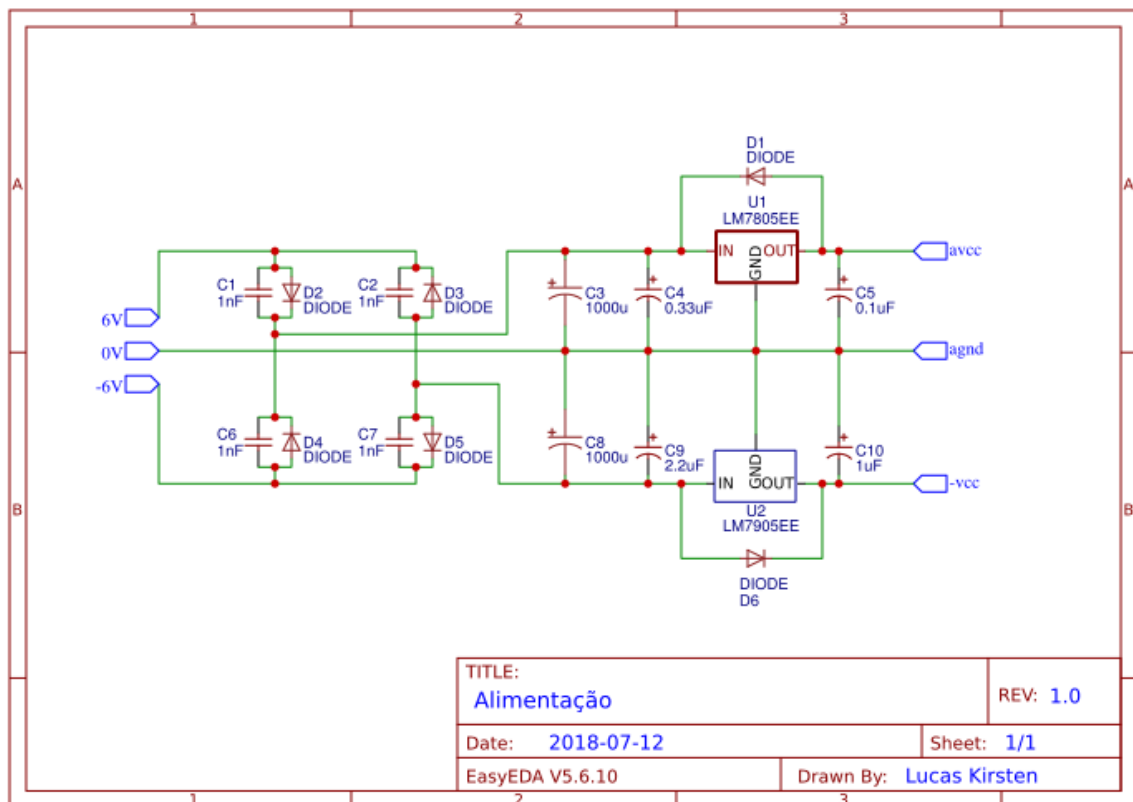 1 2 3
A A
D1
DIODE
U1
LM7805EE
IN OUT
GND
avcc
C1
1nF
D2
DIODE
C2
1nF
D3
DIODE
+ C3
1000u
+ C4
0.33uF
+ C5
0.1uF
6V
0V
agnd
-6V
C6
1nF
D4
DIODE
C7
1nF
D5
DIODE
+ C8
1000u
+ C9
2.2uF
GND
IN OUT
+ C10
1uF
-vcc
B B
U2
LM7905EE
DIODE
D6
TITLE:
Alimentação
REV: 1.0
Date: 2018-07-12
Sheet: 1/1
EasyEDA V5.6.10
Drawn By: Lucas Kirsten
1 2 3